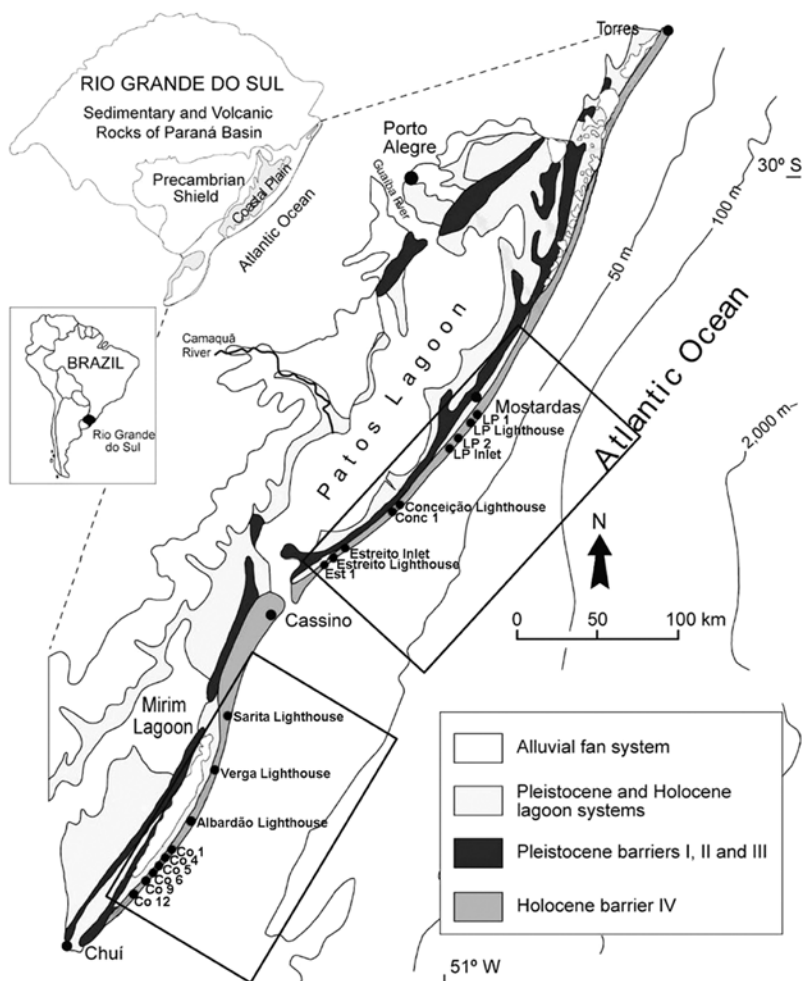 Torres
RIO GRANDE DO SUL
Sedimentary and Volcanic
Rocks of Paraná Basin
Precambrian
Shield
Coastal Plain
Atlantic Ocean
Porto
Alegre
Guaíba River
30º S
100 m
50 m
2,000 m
Atlantic Ocean
BRAZIL
Rio Grande
do Sul
Camaquã
River
Patos Lagoon
Mostardas
LP 1
LP Lighthouse
LP 2
LP Inlet
Conceição Lighthouse
Conc 1
Estreito Inlet
Estreito Lighthouse
Est 1
N
0 50 100 km
Cassino
Mirim
Lagoon
Sarita Lighthouse
Verga Lighthouse
Albardão Lighthouse
Co 1
Co 4
Co 5
Co 6
Co 9
Co 12
Chuí
51º W
Alluvial fan system
Pleistocene and Holocene
lagoon systems
Pleistocene barriers I, II and III
Holocene barrier IV